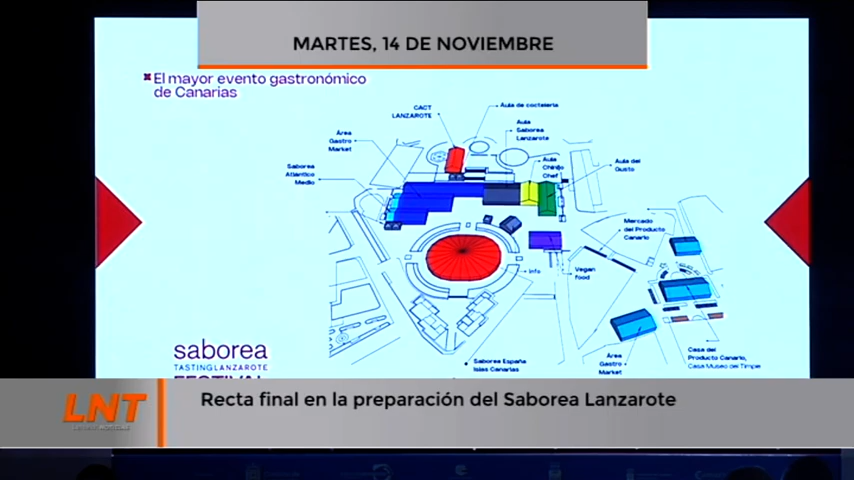 MARTES, 14 DE NOVIEMBRE
El mayor evento gastronómico
de Canarias
CACT
LANZAROTE
Aula de coctelería
Aula
Saborea
Lanzarote
Área
Gastro
Market
Aula
Chinijo
Chef
Aula del
Gusto
Saborea
Atlántico
Medio
Mercado
del Producto
Canario
Info
Vegan
food
Saborea España
Islas Canarias
Área
Gastro
Market
Casa del
Producto Canario,
Casa Museo del Timple
saborea
TASTINGLANZAROTE
FESTIVAL
LNT
Recta final en la preparación del Saborea Lanzarote